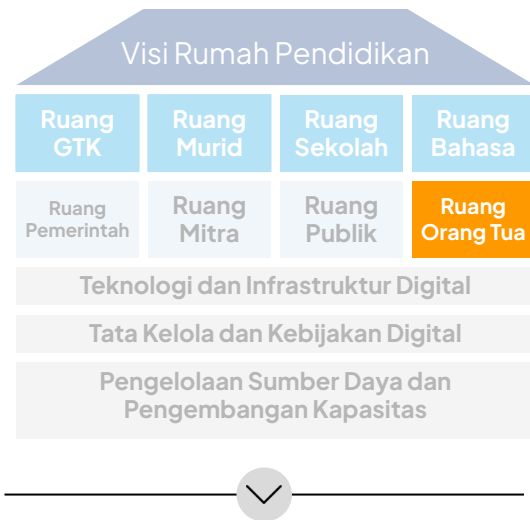 Visi Rumah Pendidikan
Ruang GTK
Ruang Murid
Ruang Sekolah
Ruang Bahasa
Ruang Pemerintah
Ruang Mitra
Ruang Publik
Ruang Orang Tua
Teknologi dan Infrastruktur Digital
Tata Kelola dan Kebijakan Digital
Pengelolaan Sumber Daya dan
Pengembangan Kapasitas